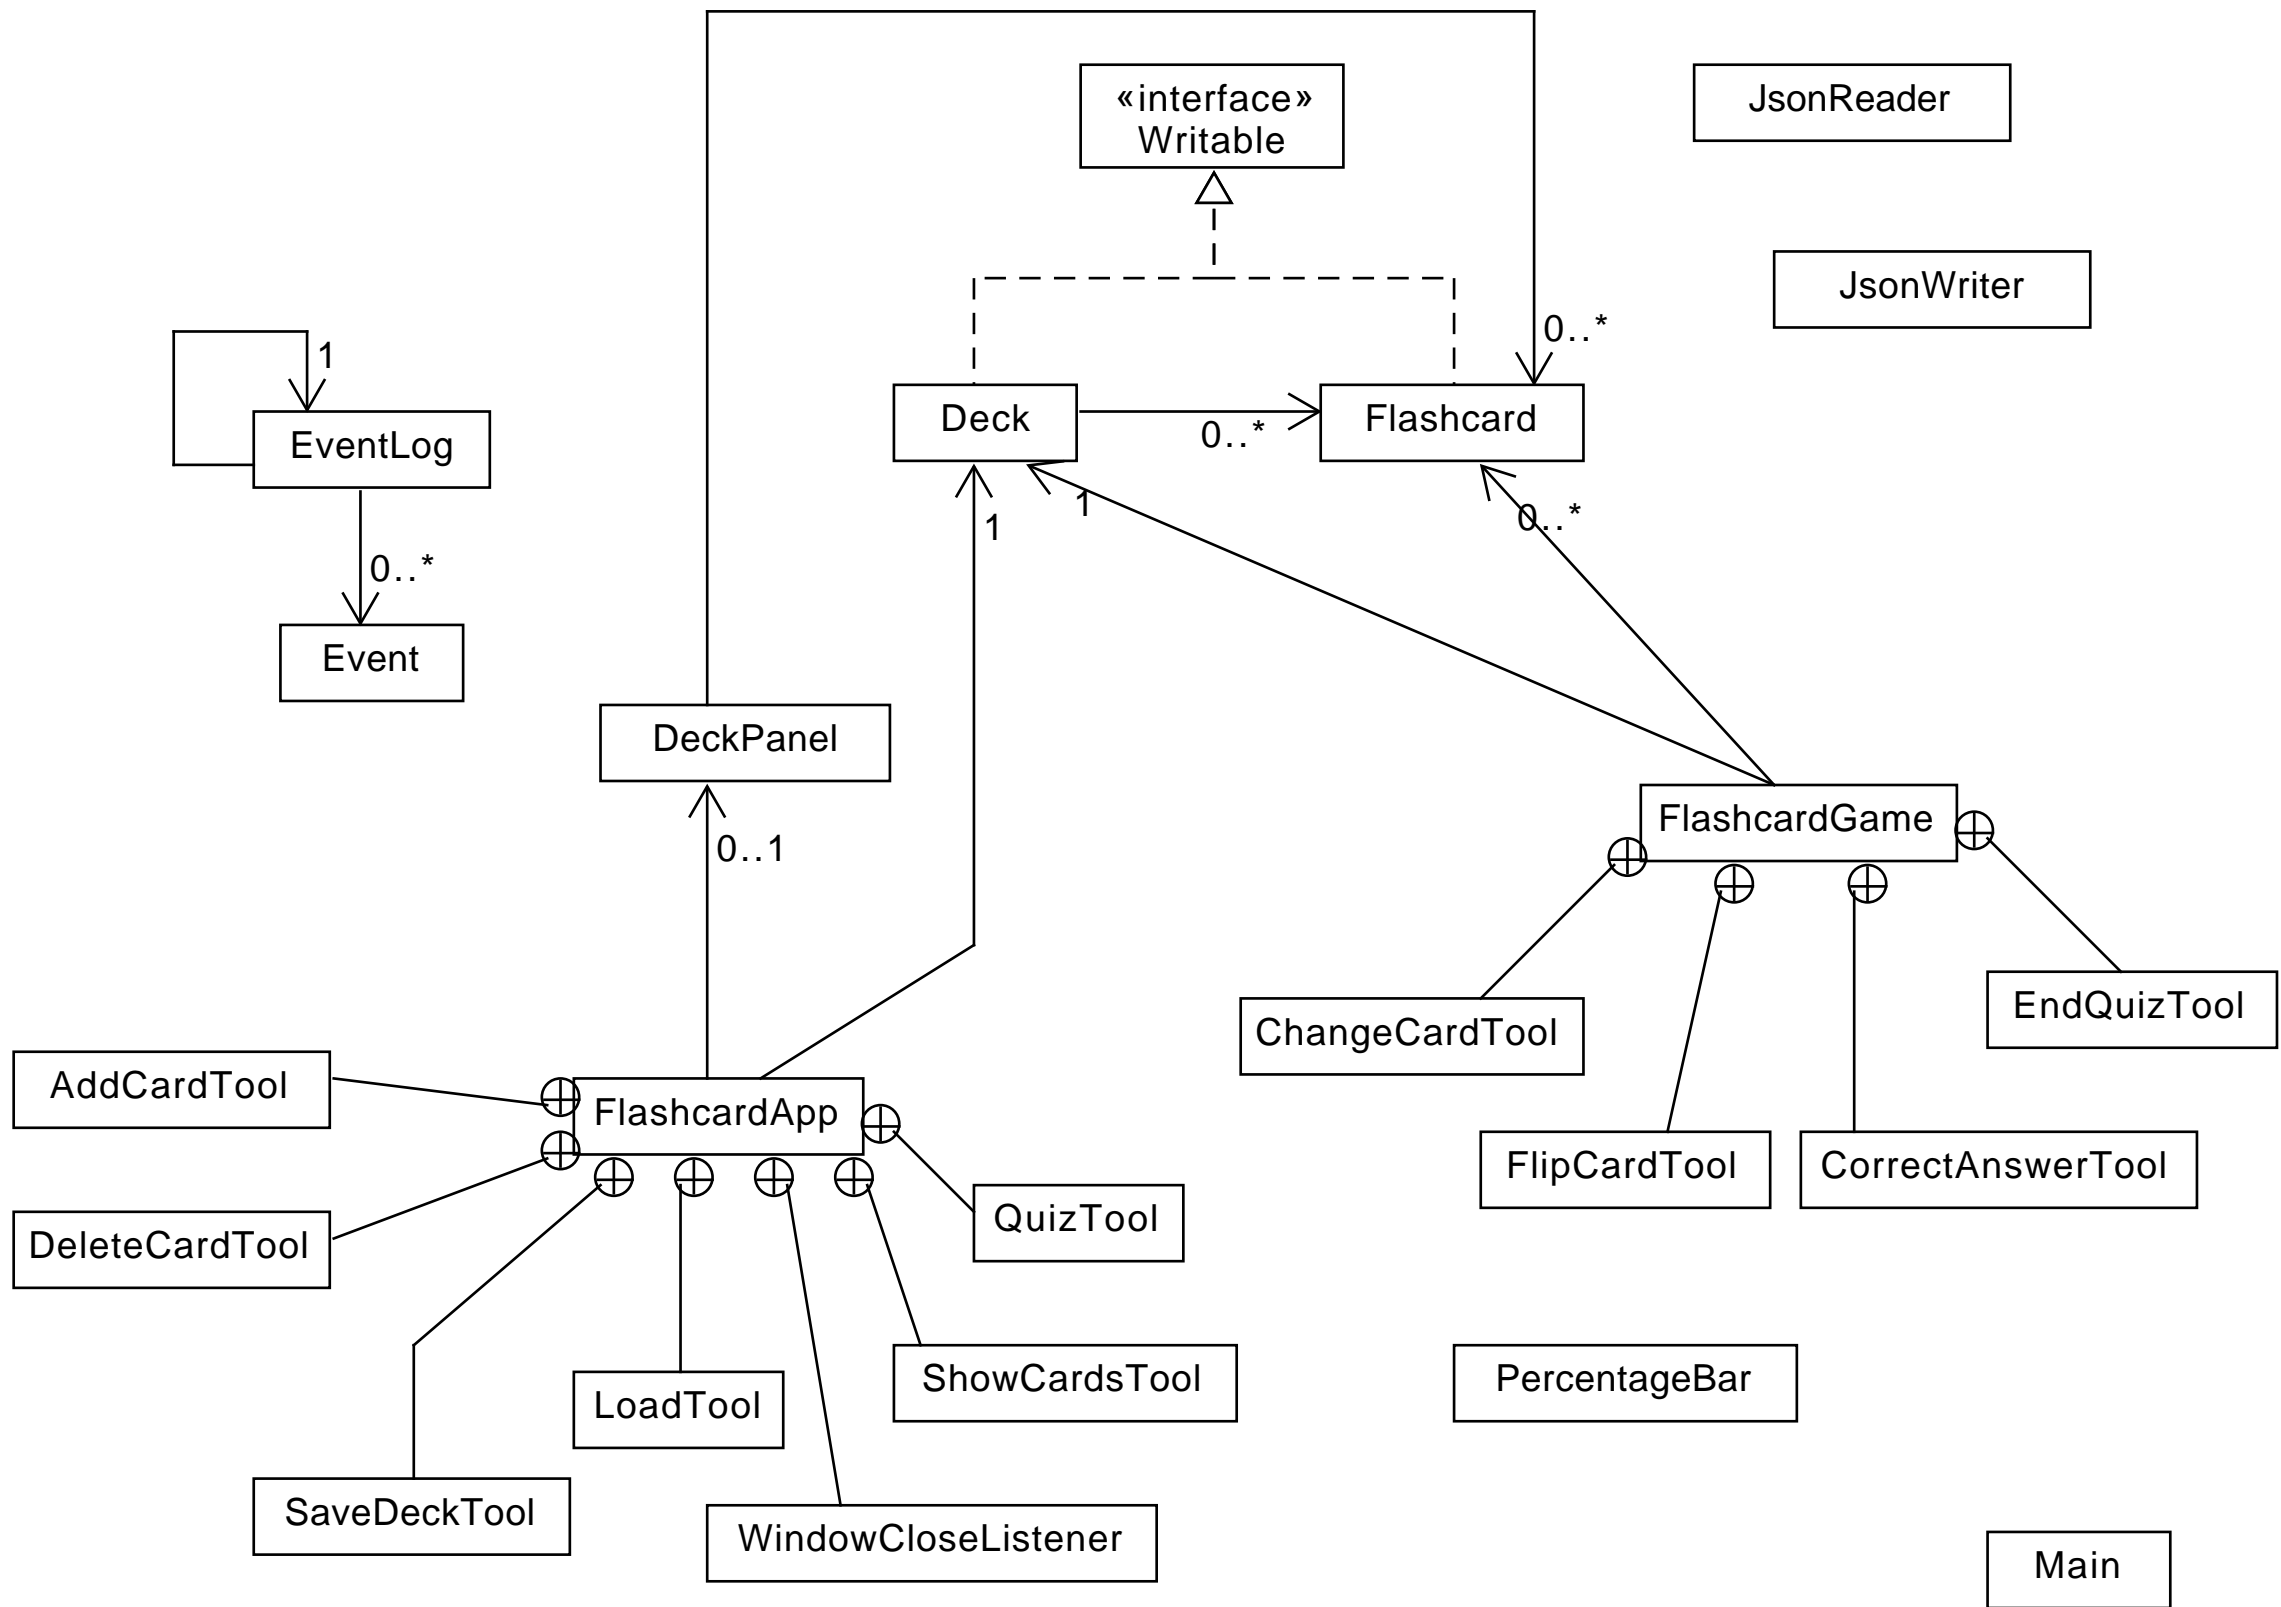 «interface»
Writable
JsonReader
JsonWriter
0..*
1
Deck
Flashcard
0..*
EventLog
1
0..*
1
0..*
Event
DeckPanel
FlashcardGame
0..1
EndQuizTool
ChangeCardTool
AddCardTool
FlashcardApp
FlipCardTool
CorrectAnswerTool
QuizTool
DeleteCardTool
ShowCardsTool
PercentageBar
LoadTool
SaveDeckTool
WindowCloseListener
Main